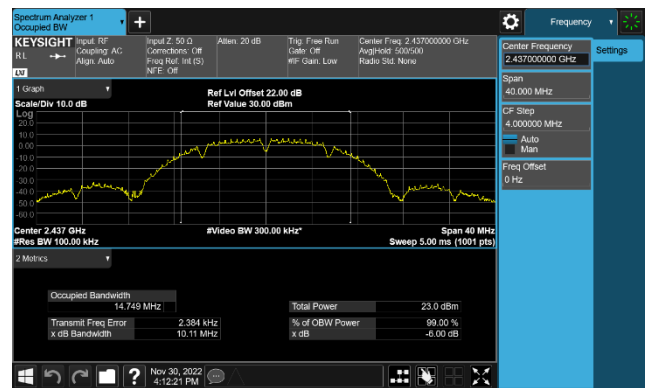 Spectrum Analyzer 1
Occupied BW
Frequency
KEYSIGHT
R L
LXI
Input: RF
Coupling: AC
Align: Auto
Input Z: 50 Ω
Corrections: Off
Freq Ref: Int (S)
NFE: Off
Atten: 20 dB
Trig: Free Run
Gate: Off
#IF Gain: Low
Center Freq: 2.437000000 GHz
Avg|Hold: 500/500
Radio Std: None
Center Frequency
2.437000000 GHz
Settings
Span
40.000 MHz
CF Step
4.000000 MHz
Auto
Man
Freq Offset
0 Hz
1 Graph
Scale/Div 10.0 dB
Ref Lvl Offset 22.00 dB
Ref Value 30.00 dBm
Log
20.0
10.0
0.00
-10.0
-20.0
-30.0
-40.0
-50.0
-60.0
Center 2.437 GHz
#Res BW 100.00 kHz
#Video BW 300.00 kHz*
Span 40 MHz
Sweep 5.00 ms (1001 pts)
2 Metrics
Occupied Bandwidth
14.749 MHz
Total Power 23.0 dBm
Transmit Freq Error 2.384 kHz
% of OBW Power 99.00 %
x dB Bandwidth 10.11 MHz
x dB -6.00 dB
Nov 30, 2022
4:12:21 PM